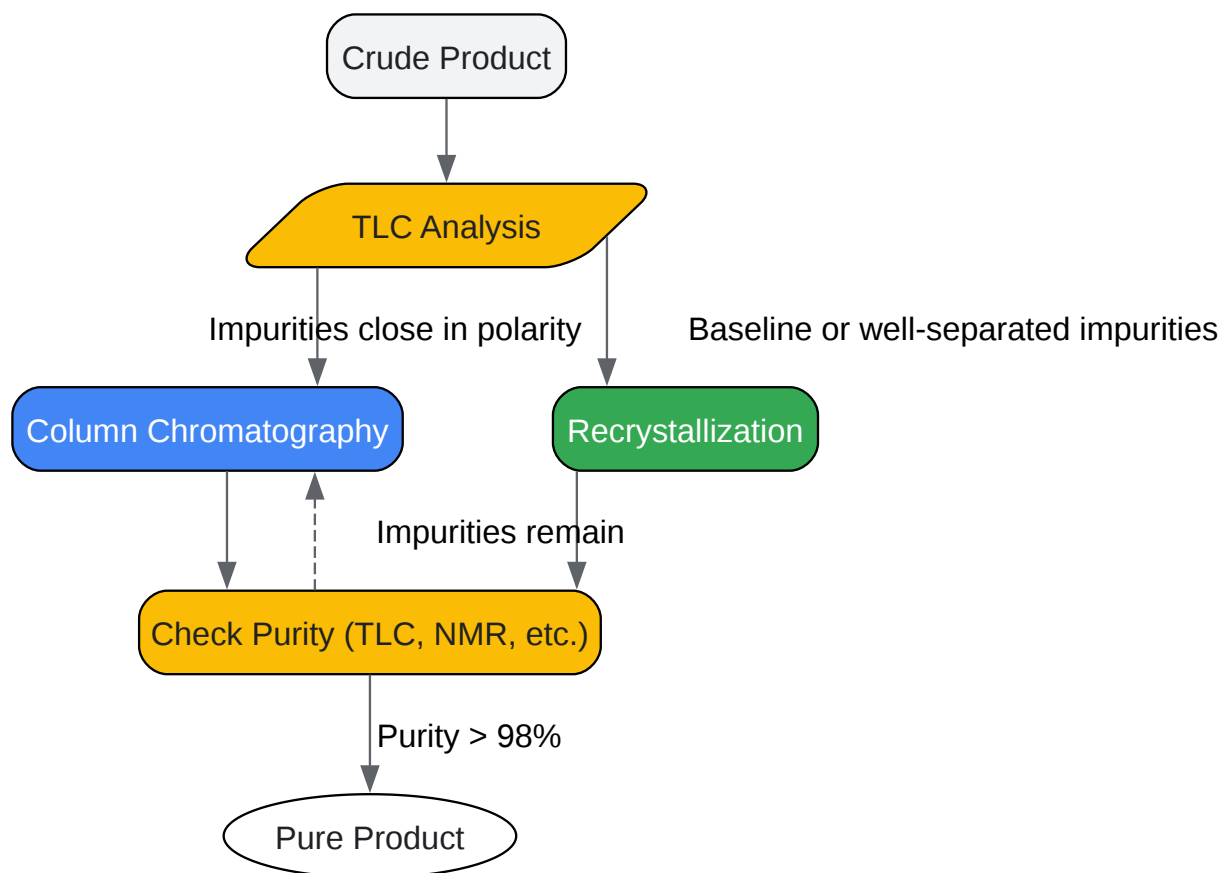 Crude Product
TLC Analysis
Impurities close in polarity
Baseline or well-separated impurities
Column Chromatography
Recrystallization
Impurities remain
Check Purity (TLC, NMR, etc.)
Purity > 98%
Pure Product